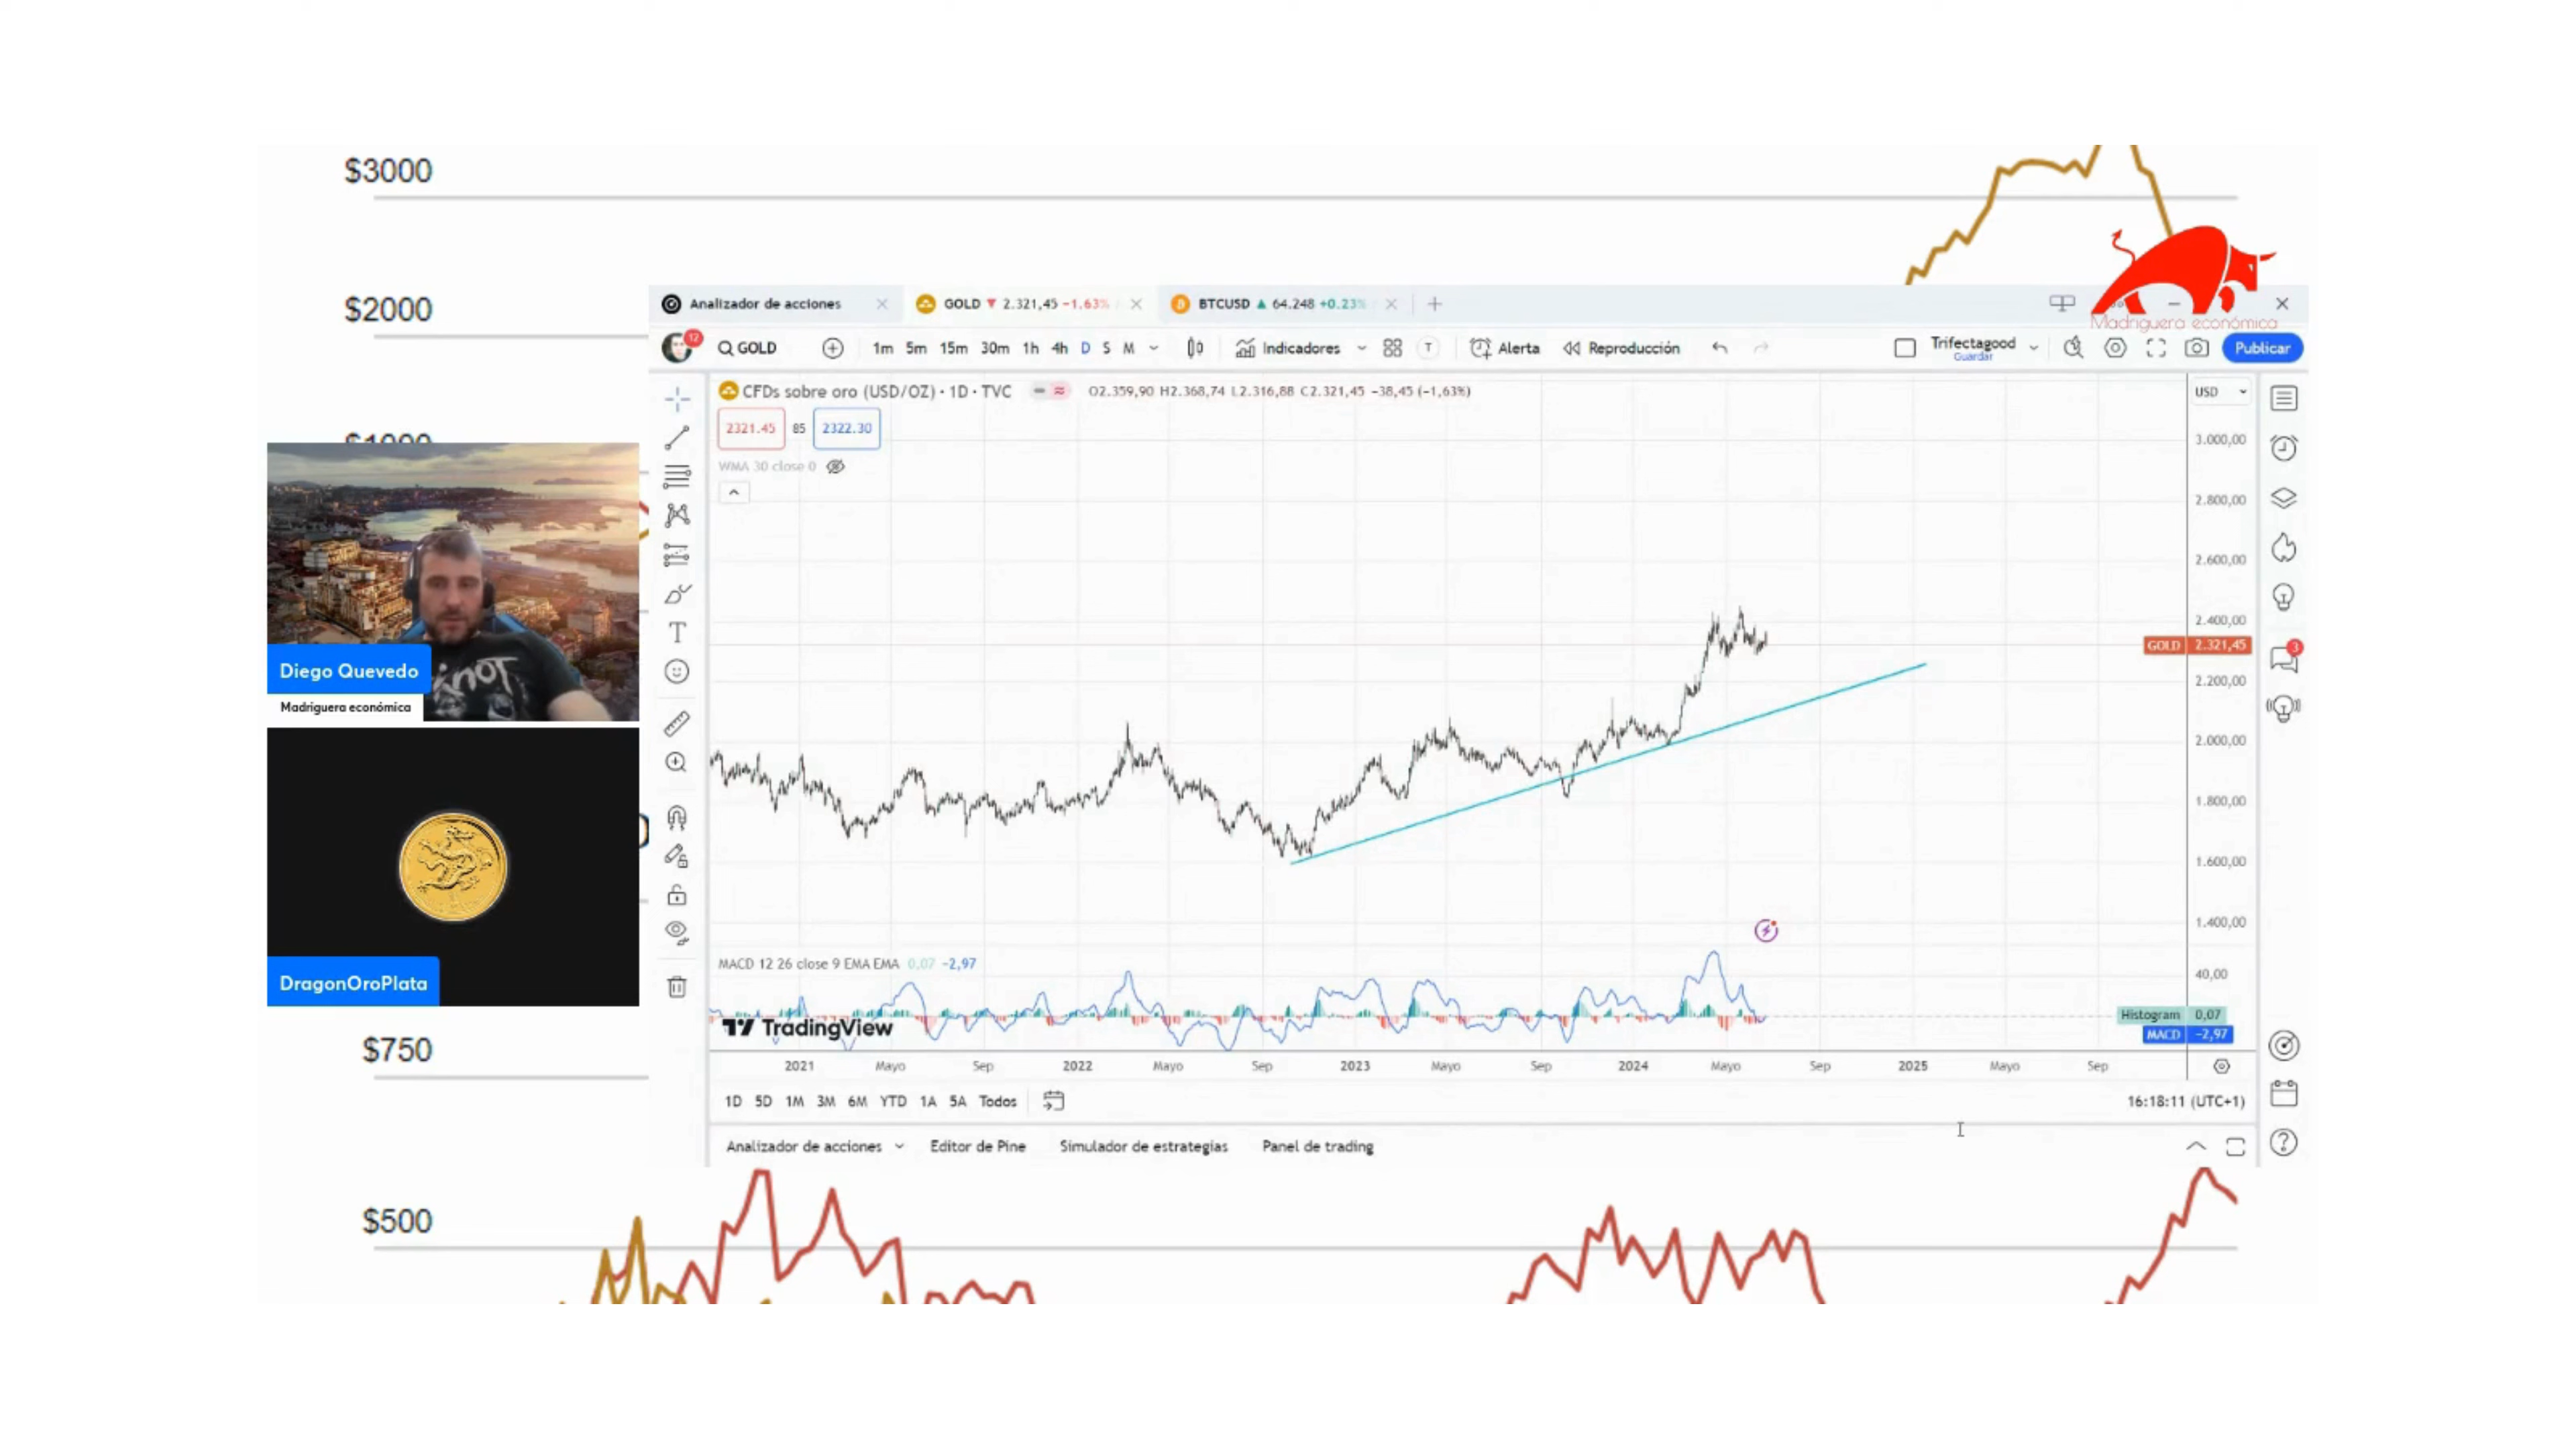 $3000
$2000
$1000
Madriguera económica
Analizador de acciones
GOLD ▼ 2.321,45 −1.63%
BTCUSD ▲ 64.248 +0.23%
12
GOLD
1m 5m 15m 30m 1h 4h D S M
Indicadores
T
Alerta
Reproducción
Trifectagood
Guardar
Publicar
CFDs sobre oro (USD/OZ) · 1D · TVC
O2.359,90 H2.368,74 L2.316,88 C2.321,45 −38,45 (−1,63%)
USD
2321.45 85 2322.30
WMA 30 close 0
3.000,00
2.800,00
2.600,00
2.400,00
GOLD 2.321,45
2.200,00
2.000,00
1.800,00
1.600,00
1.400,00
3
Diego Quevedo
Madriguera económica
DragonOroPlata
MACD 12 26 close 9 EMA EMA 0,07 −2,97
40,00
Histogram 0,07
MACD −2,97
TradingView
2021 Mayo Sep 2022 Mayo Sep 2023 Mayo Sep 2024 Mayo Sep 2025 Mayo Sep
1D 5D 1M 3M 6M YTD 1A 5A Todos
16:18:11 (UTC+1)
Analizador de acciones Editor de Pine Simulador de estrategias Panel de trading
$750
$500